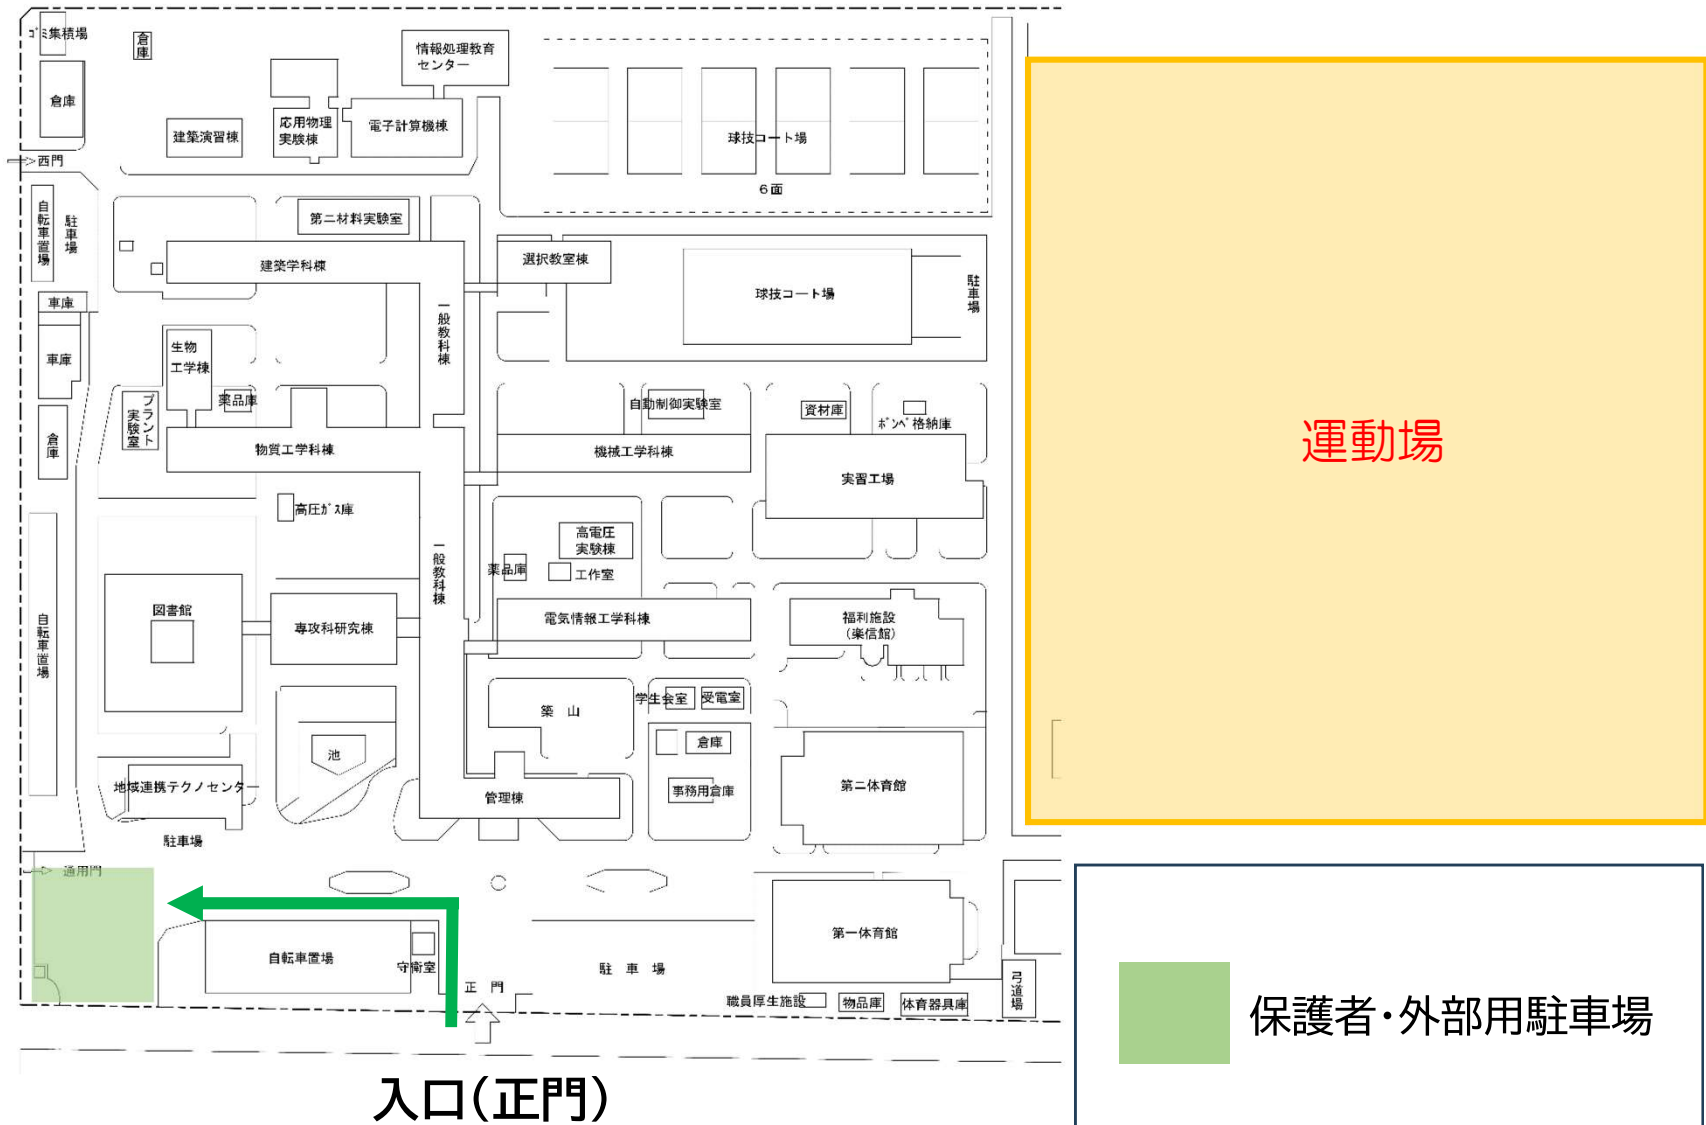 ゴミ集積場
倉庫
情報処理教育
センター
倉庫
応用物理
実験棟
電子計算機棟
建築演習棟
球技コート場
6面
西門
自転車置場
駐車場
第二材料実験室
建築学科棟
選択教室棟
球技コート場
駐車場
車庫
一般教科棟
車庫
生物
工学棟
薬品庫
プラント
実験室
自動制御実験室
資材庫
ボンベ格納庫
運動場
倉庫
物質工学科棟
機械工学科棟
実習工場
高圧ガス庫
高電圧
実験棟
一般教科棟
薬品庫
工作室
図書館
専攻科研究棟
電気情報工学科棟
福利施設
(楽信館)
自転車置場
学生会室
受電室
築山
倉庫
池
地域連携テクノセンター
管理棟
事務用倉庫
第二体育館
駐車場
通用門
第一体育館
自転車置場
守衛室
駐車場
正門
職員厚生施設
物品庫
体育器具庫
弓道場
保護者・外部用駐車場
入口(正門)